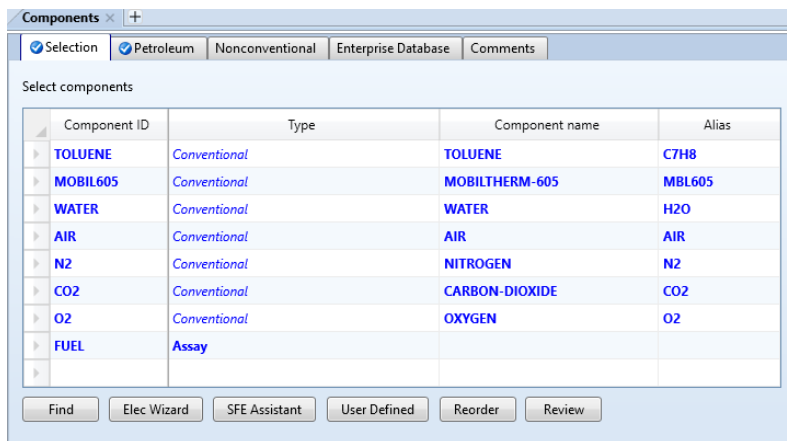 Components × +
Selection Petroleum Nonconventional Enterprise Database Comments
Select components
Component ID Type Component name Alias
TOLUENE Conventional TOLUENE C7H8
MOBIL605 Conventional MOBILTHERM-605 MBL605
WATER Conventional WATER H2O
AIR Conventional AIR AIR
N2 Conventional NITROGEN N2
CO2 Conventional CARBON-DIOXIDE CO2
O2 Conventional OXYGEN O2
FUEL Assay
Find Elec Wizard SFE Assistant User Defined Reorder Review